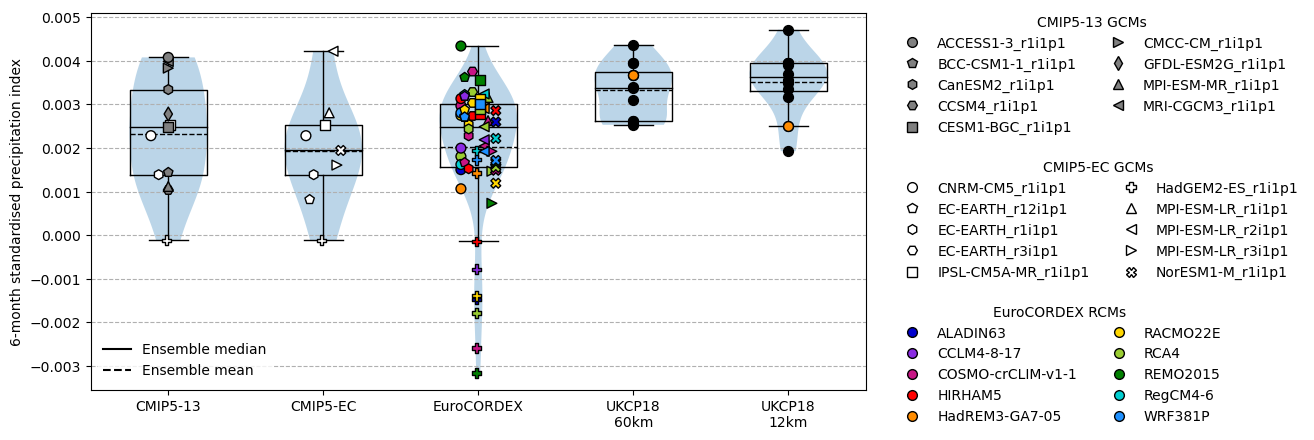 6-month standardised precipitation index
0.005
0.004
0.003
0.002
0.001
0.000
−0.001
−0.002
−0.003
Ensemble median
Ensemble mean
CMIP5-13
CMIP5-EC
EuroCORDEX
UKCP18
60km
UKCP18
12km
CMIP5-13 GCMs
ACCESS1-3_r1i1p1
BCC-CSM1-1_r1i1p1
CanESM2_r1i1p1
CCSM4_r1i1p1
CESM1-BGC_r1i1p1
CMCC-CM_r1i1p1
GFDL-ESM2G_r1i1p1
MPI-ESM-MR_r1i1p1
MRI-CGCM3_r1i1p1
CMIP5-EC GCMs
CNRM-CM5_r1i1p1
EC-EARTH_r12i1p1
EC-EARTH_r1i1p1
EC-EARTH_r3i1p1
IPSL-CM5A-MR_r1i1p1
HadGEM2-ES_r1i1p1
MPI-ESM-LR_r1i1p1
MPI-ESM-LR_r2i1p1
MPI-ESM-LR_r3i1p1
NorESM1-M_r1i1p1
EuroCORDEX RCMs
ALADIN63
CCLM4-8-17
COSMO-crCLIM-v1-1
HIRHAM5
HadREM3-GA7-05
RACMO22E
RCA4
REMO2015
RegCM4-6
WRF381P